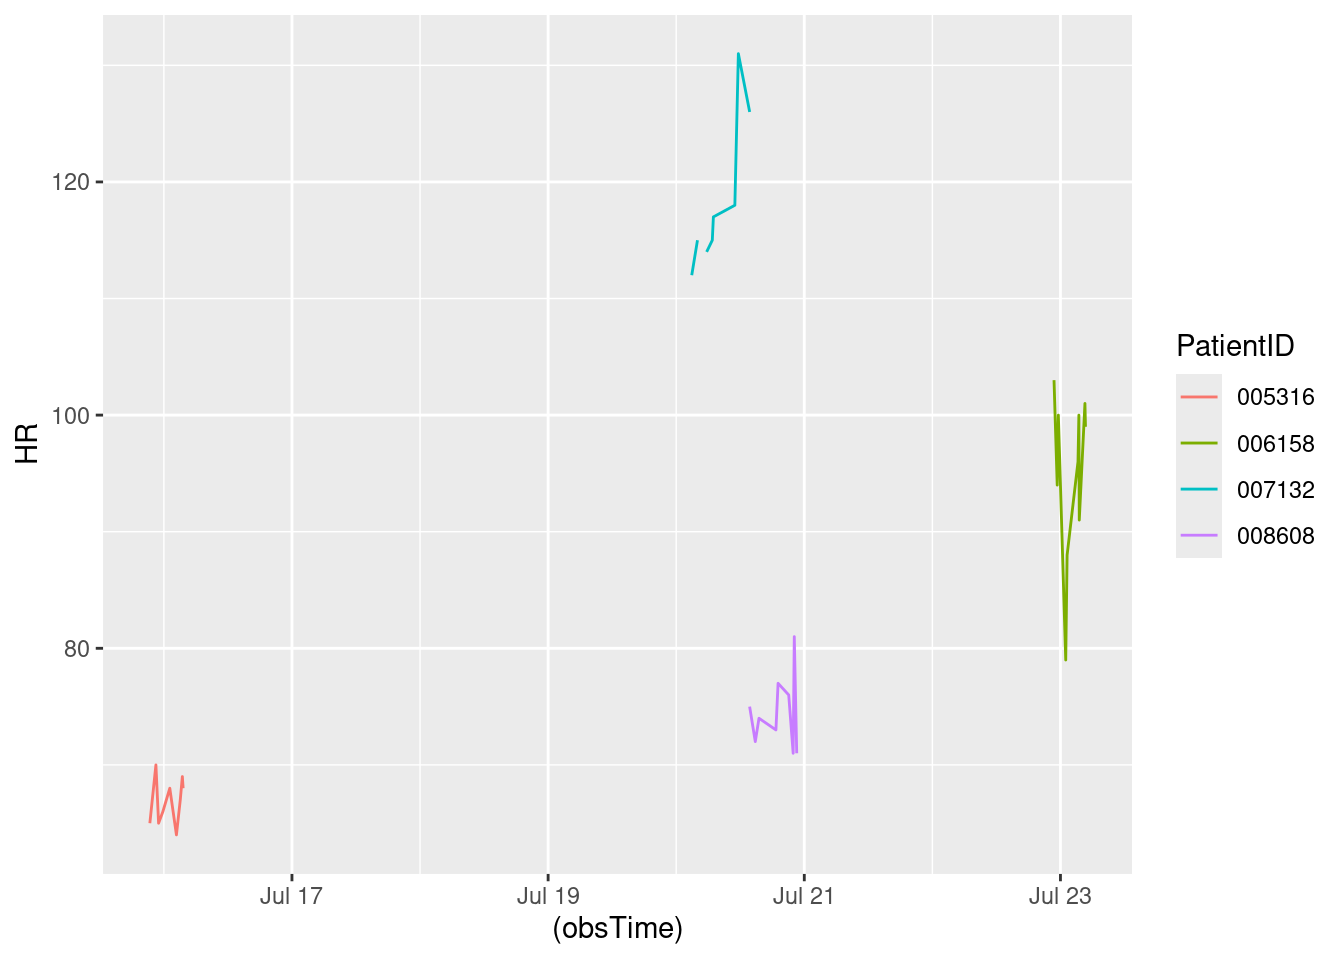 120
100
80
HR
Jul 17
Jul 19
Jul 21
Jul 23
(obsTime)
PatientID
005316
006158
007132
008608